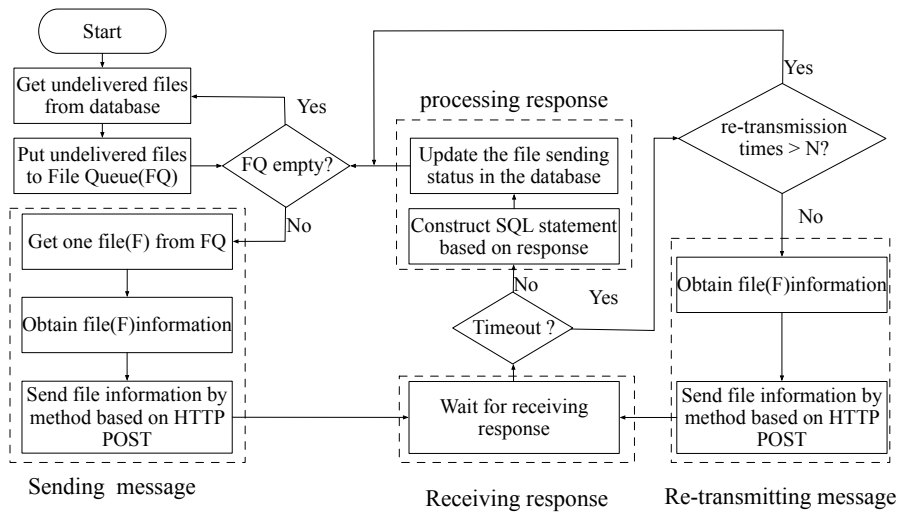 Start
Get undelivered files
from database
Put undelivered files
to File Queue(FQ)
Yes
FQ empty?
No
Get one file(F) from FQ
Obtain file(F)information
Send file information by
method based on HTTP
POST
Sending message
processing response
Update the file sending
status in the database
Construct SQL statement
based on response
No
Yes
Timeout ?
Wait for receiving
response
Receiving response
Yes
re-transmission
times > N?
No
Obtain file(F)information
Send file information by
method based on HTTP
POST
Re-transmitting message